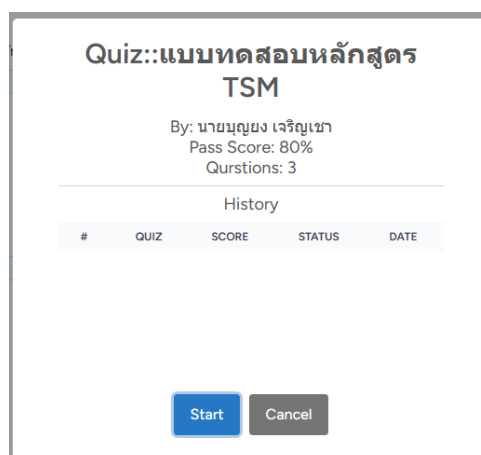 Quiz::แบบทดสอบหลักสูตร
TSM
By: นายบุญยง เจริญเชา
Pass Score: 80%
Qurstions: 3
History
# QUIZ SCORE STATUS DATE
Start Cancel